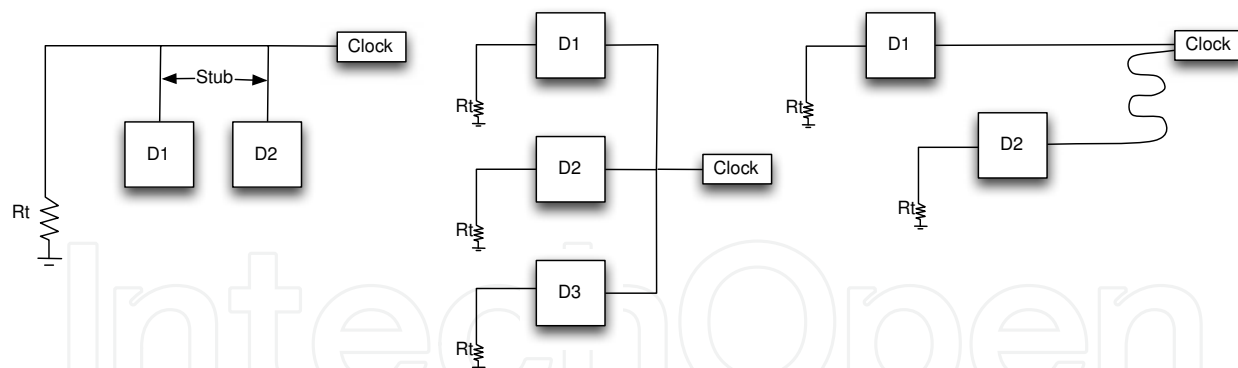 Clock
Stub
D1
D2
Rt
D1
Rt
D2
Clock
Rt
D3
Rt
D1
Clock
Rt
D2
Rt
IntechOpen